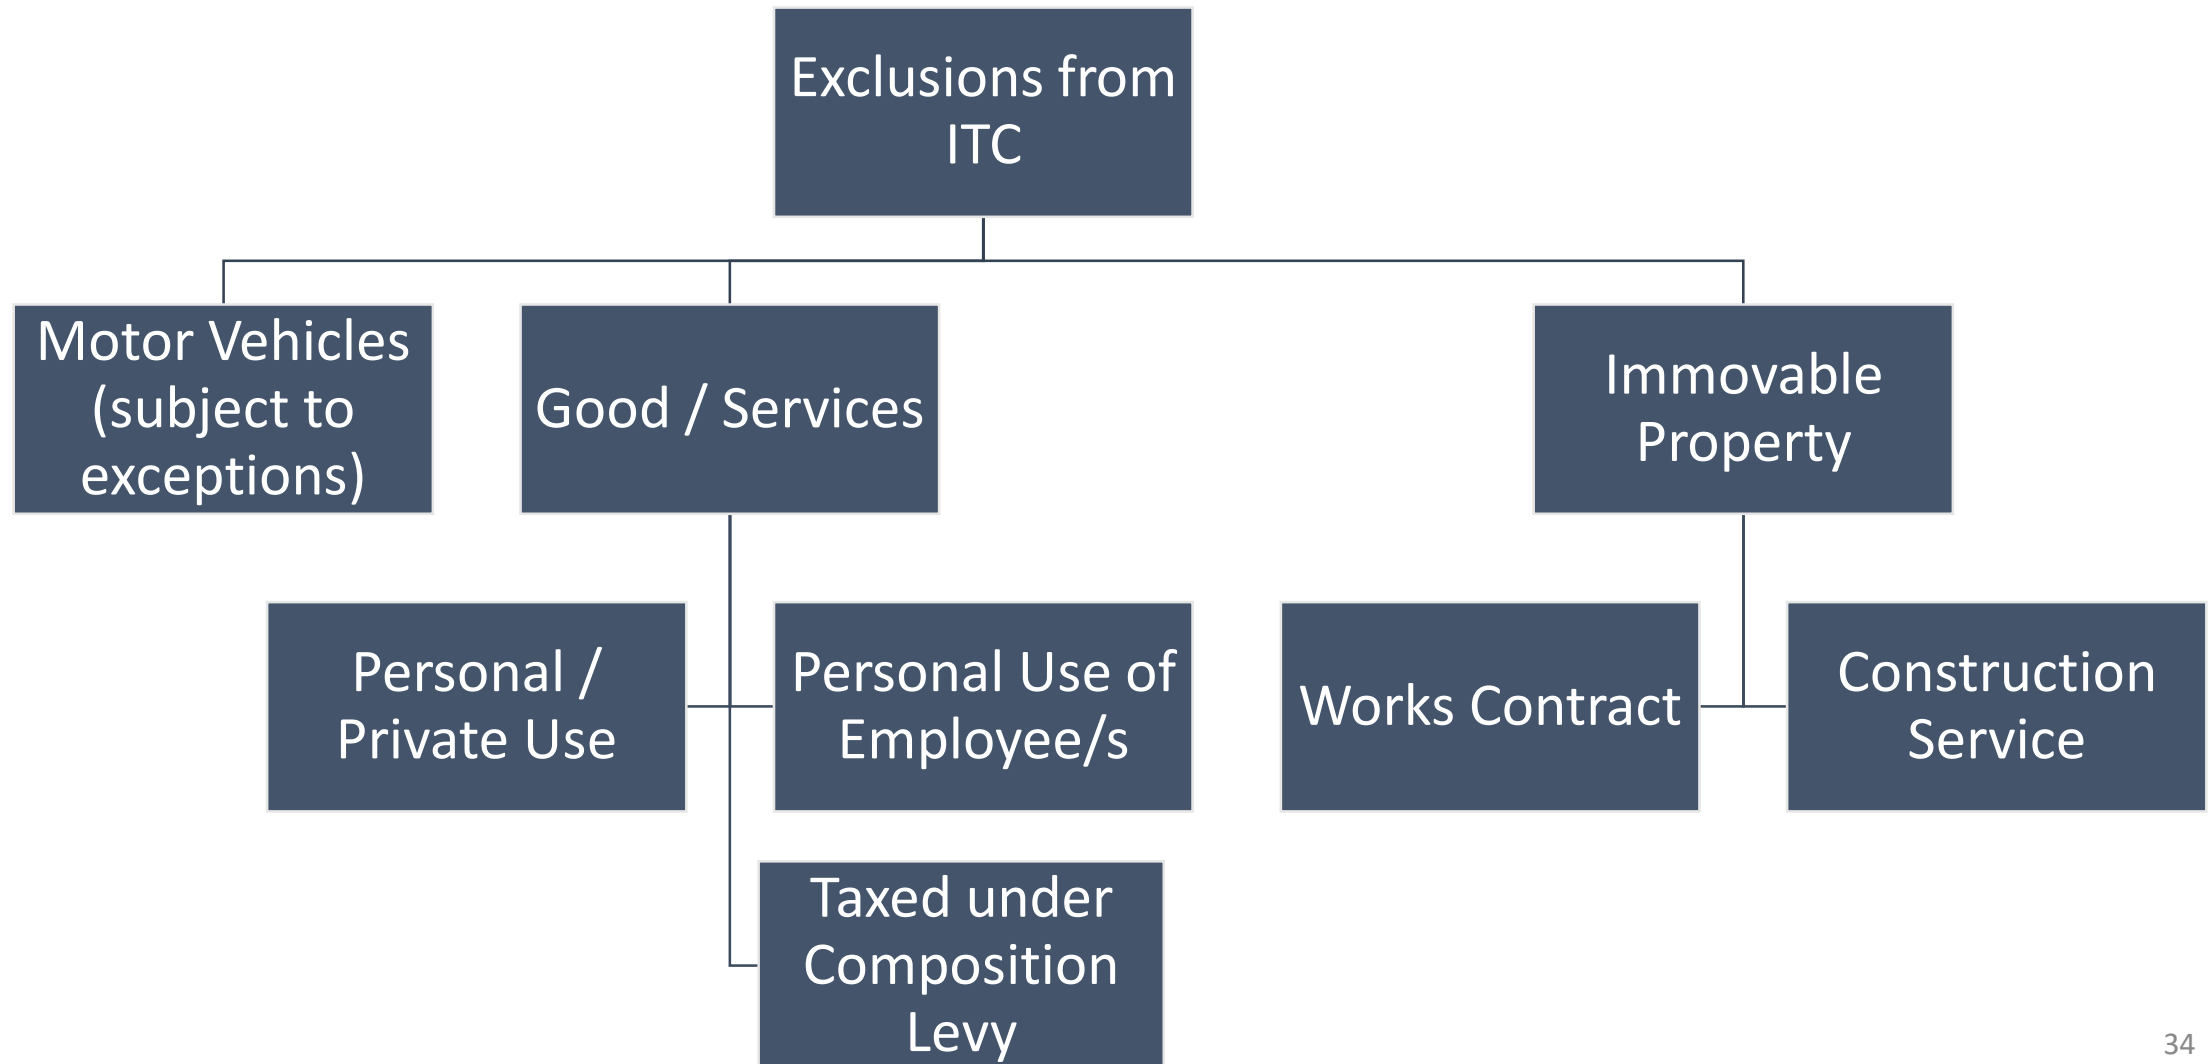 Exclusions from
ITC
Motor Vehicles
(subject to
exceptions)
Good / Services
Immovable
Property
Personal /
Private Use
Personal Use of
Employee/s
Works Contract
Construction
Service
Taxed under
Composition
Levy
34